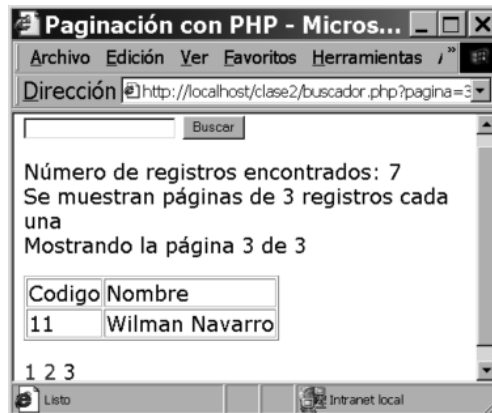 Paginación con PHP - Micros...
Archivo Edición Ver Favoritos Herramientas »
Dirección http://localhost/clase2/buscador.php?pagina=3
Buscar
Número de registros encontrados: 7
Se muestran páginas de 3 registros cada
una
Mostrando la página 3 de 3
Codigo Nombre
11 Wilman Navarro
1 2 3
Listo Intranet local